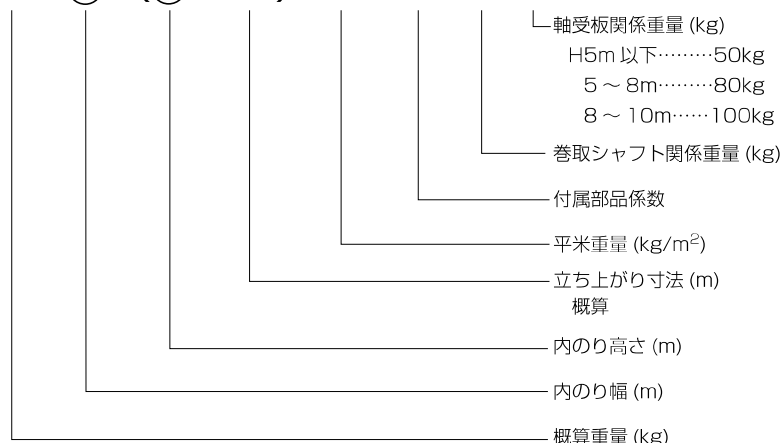 軸受板関係重量 (kg)
H5m 以下………50kg
5 ～ 8m………80kg
8 ～ 10m……100kg
巻取シャフト関係重量 (kg)
付属部品係数
平米重量 (kg/m²)
立ち上がり寸法 (m)
概算
内のり高さ (m)
内のり幅 (m)
概算重量 (kg)